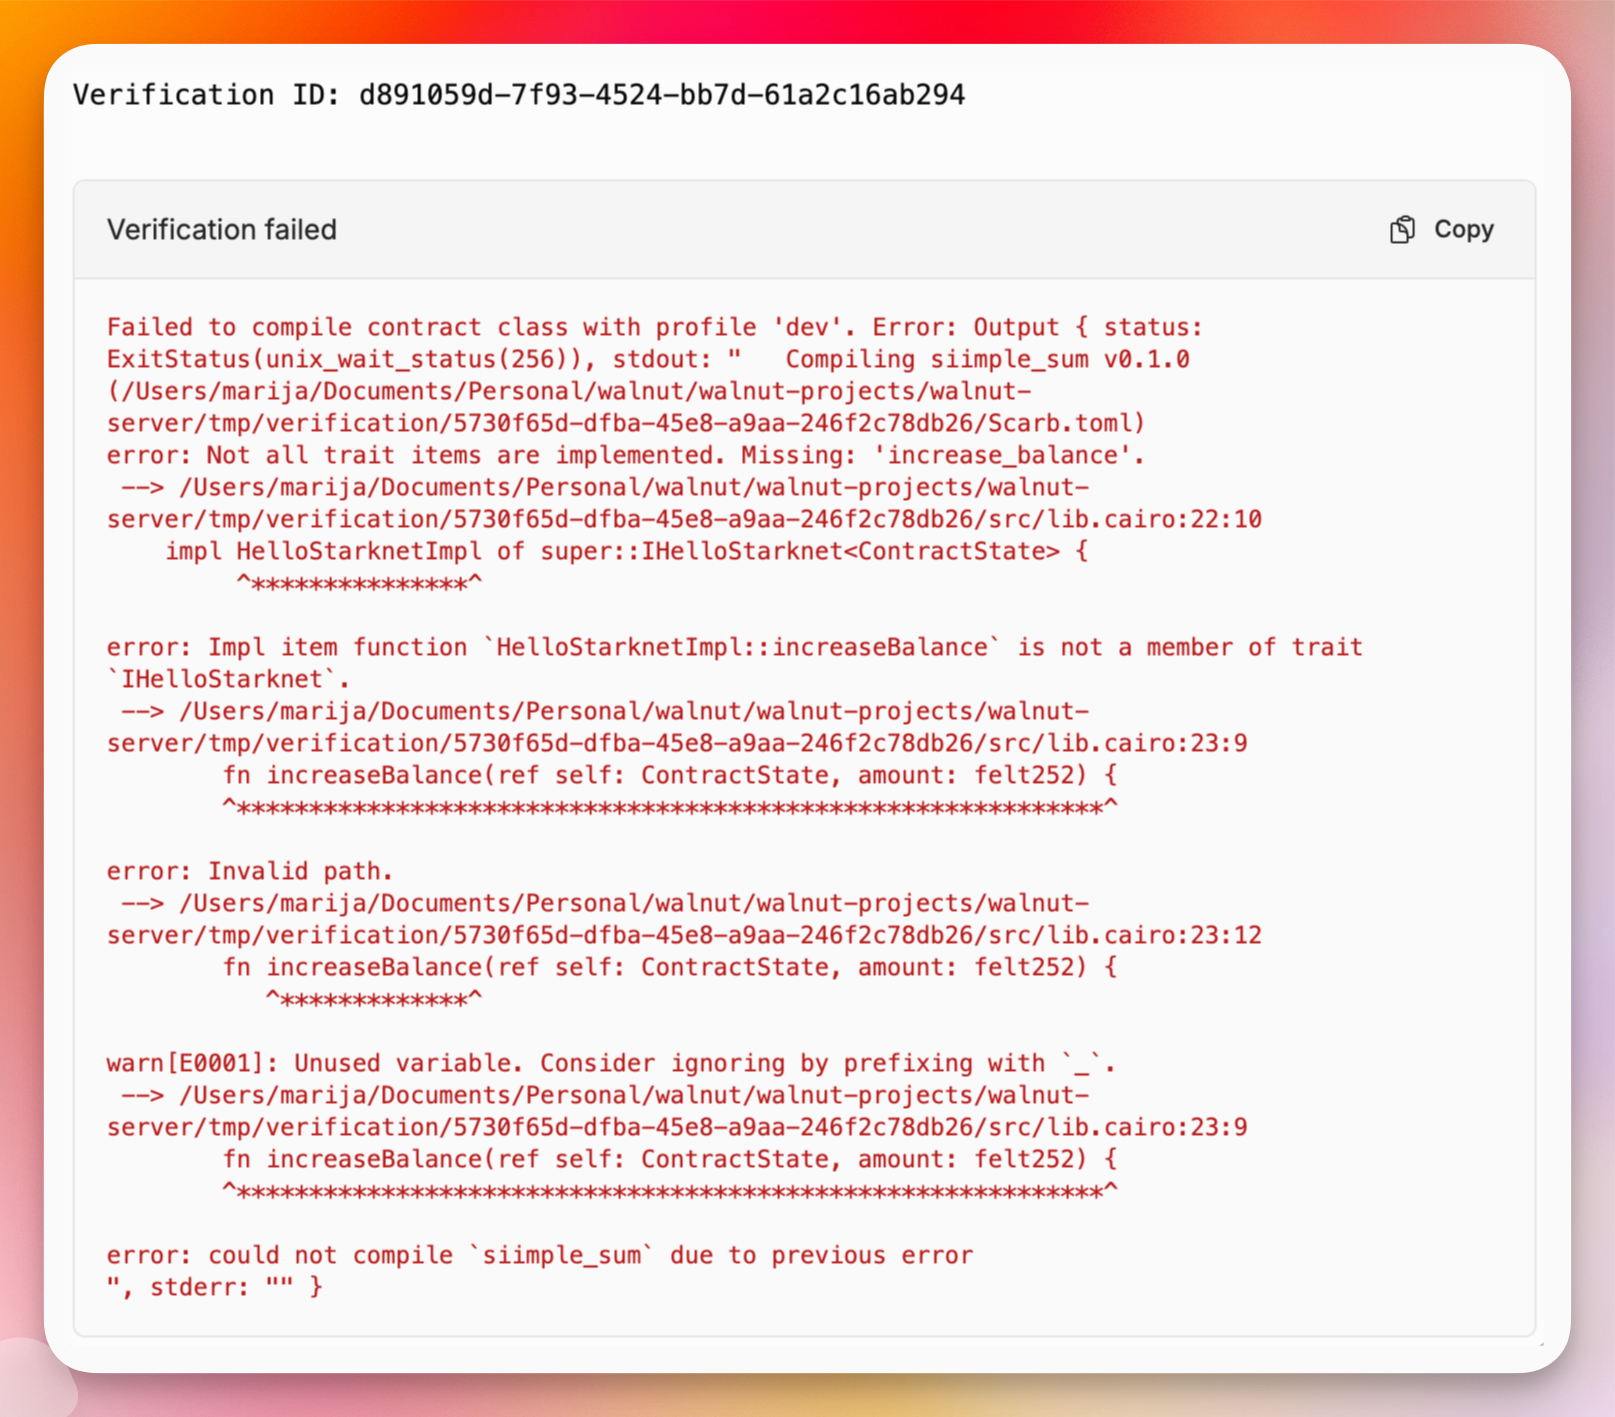 Verification ID: d891059d-7f93-4524-bb7d-61a2c16ab294
Verification failed
Copy
Failed to compile contract class with profile 'dev'. Error: Output { status:
ExitStatus(unix_wait_status(256)), stdout: "   Compiling siimple_sum v0.1.0
(/Users/marija/Documents/Personal/walnut/walnut-projects/walnut-
server/tmp/verification/5730f65d-dfba-45e8-a9aa-246f2c78db26/Scarb.toml)
error: Not all trait items are implemented. Missing: 'increase_balance'.
 --> /Users/marija/Documents/Personal/walnut/walnut-projects/walnut-
server/tmp/verification/5730f65d-dfba-45e8-a9aa-246f2c78db26/src/lib.cairo:22:10
    impl HelloStarknetImpl of super::IHelloStarknet<ContractState> {
         ^***************^
error: Impl item function `HelloStarknetImpl::increaseBalance` is not a member of trait
`IHelloStarknet`.
 --> /Users/marija/Documents/Personal/walnut/walnut-projects/walnut-
server/tmp/verification/5730f65d-dfba-45e8-a9aa-246f2c78db26/src/lib.cairo:23:9
        fn increaseBalance(ref self: ContractState, amount: felt252) {
        ^************************************************************^
error: Invalid path.
 --> /Users/marija/Documents/Personal/walnut/walnut-projects/walnut-
server/tmp/verification/5730f65d-dfba-45e8-a9aa-246f2c78db26/src/lib.cairo:23:12
        fn increaseBalance(ref self: ContractState, amount: felt252) {
           ^*************^
warn[E0001]: Unused variable. Consider ignoring by prefixing with `_`.
 --> /Users/marija/Documents/Personal/walnut/walnut-projects/walnut-
server/tmp/verification/5730f65d-dfba-45e8-a9aa-246f2c78db26/src/lib.cairo:23:9
        fn increaseBalance(ref self: ContractState, amount: felt252) {
        ^************************************************************^
error: could not compile `siimple_sum` due to previous error
", stderr: "" }